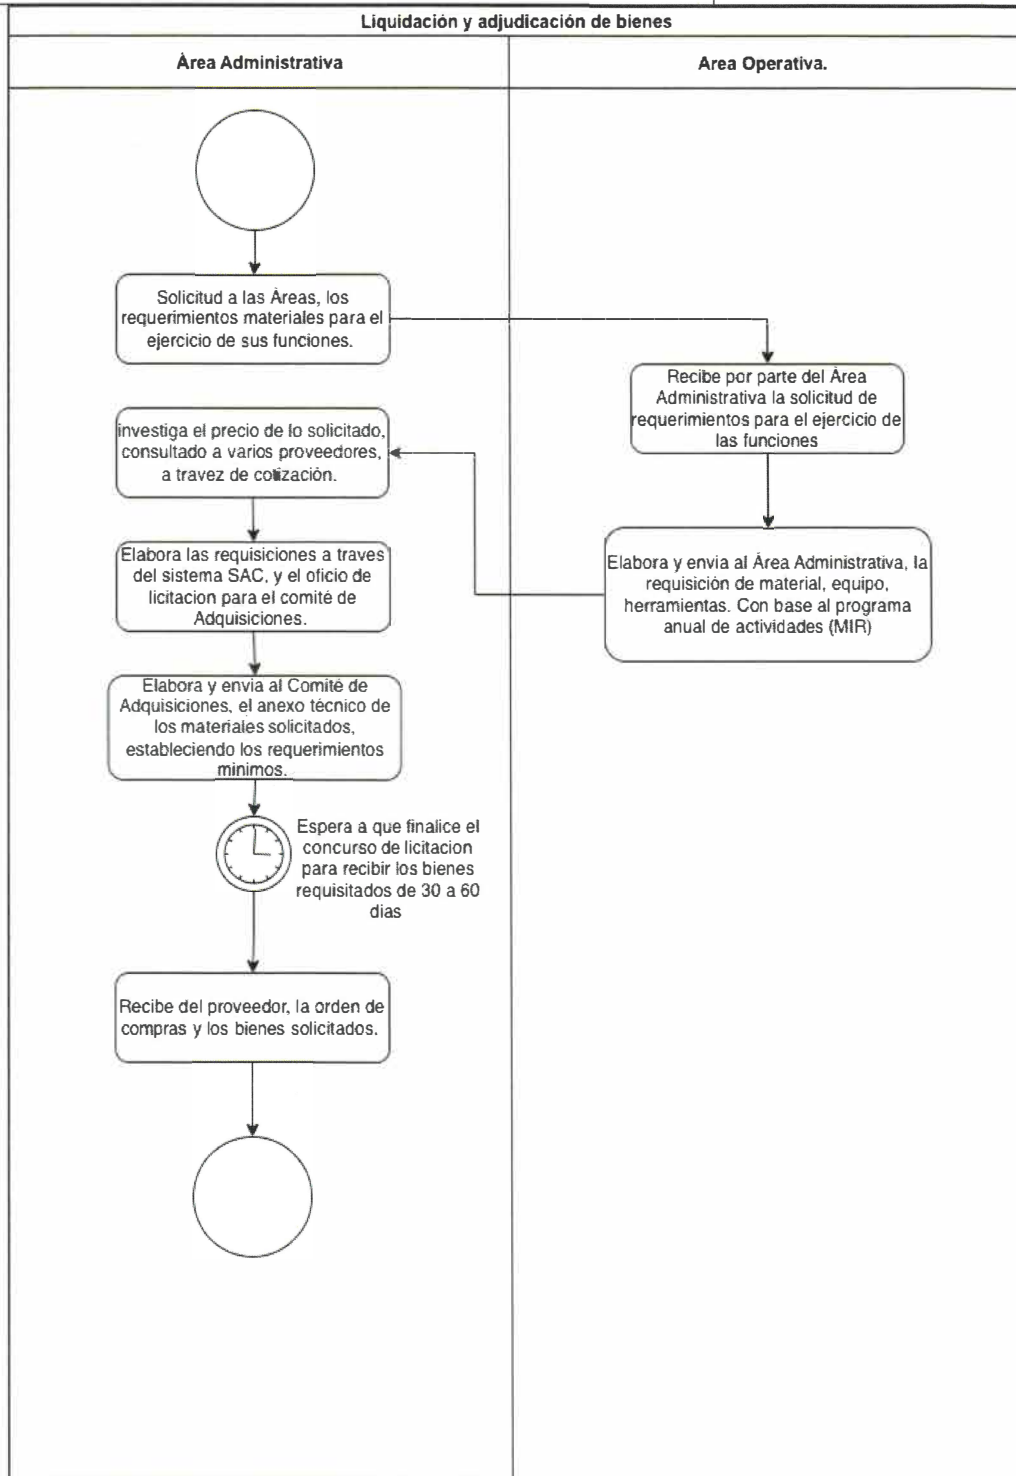 Liquidación y adjudicación de bienes
Àrea Administrativa
Area Operativa.
Solicitud a las Àreas, los
requerimientos materiales para el
ejercicio de sus funciones.
Recibe por parte del Àrea
Administrativa la solicitud de
requerimientos para el ejercicio de
las funciones
investiga el precio de lo solicitado,
consultado a varios proveedores,
a travez de cotización.
Elabora y envia al Àrea Administrativa, la
requisición de material, equipo,
herramientas. Con base al programa
anual de actividades (MIR)
Elabora las requisiciones a traves
del sistema SAC, y el oficio de
licitacion para el comité de
Adquisiciones.
Elabora y envia al Comité de
Adquisiciones, el anexo técnico de
los materiales solicitados,
estableciendo los requerimientos
minimos.
Espera a que finalice el
concurso de licitacion
para recibir los bienes
requisitados de 30 a 60
dias
Recibe del proveedor, la orden de
compras y los bienes solicitados.